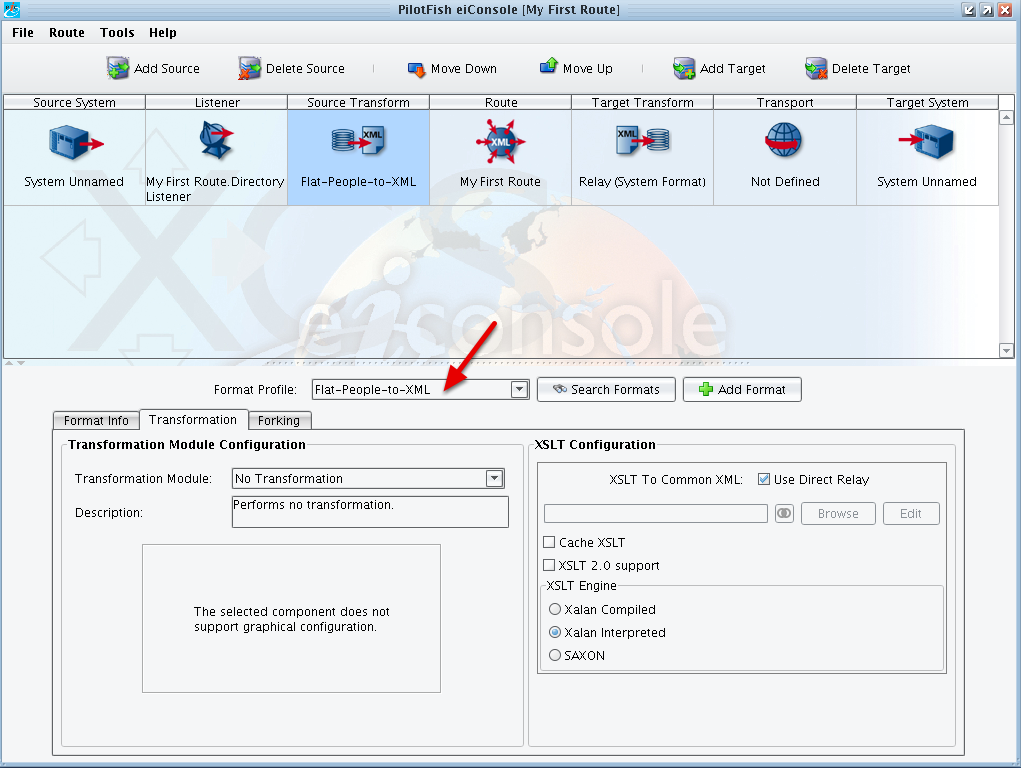 PilotFish eiConsole [My First Route]
File Route Tools Help
Add Source Delete Source Move Down Move Up Add Target Delete Target
Source System Listener Source Transform Route Target Transform Transport Target System
XML XML XML
System Unnamed My First Route.Directory Listener Flat-People-to-XML My First Route Relay (System Format) Not Defined System Unnamed
eiconsole
Format Profile: Flat-People-to-XML Search Formats Add Format
Format Info Transformation Forking
Transformation Module Configuration
Transformation Module: No Transformation
Description: Performs no transformation.
The selected component does not
support graphical configuration.
XSLT Configuration
XSLT To Common XML: Use Direct Relay
Browse Edit
Cache XSLT
XSLT 2.0 support
XSLT Engine
Xalan Compiled
Xalan Interpreted
SAXON